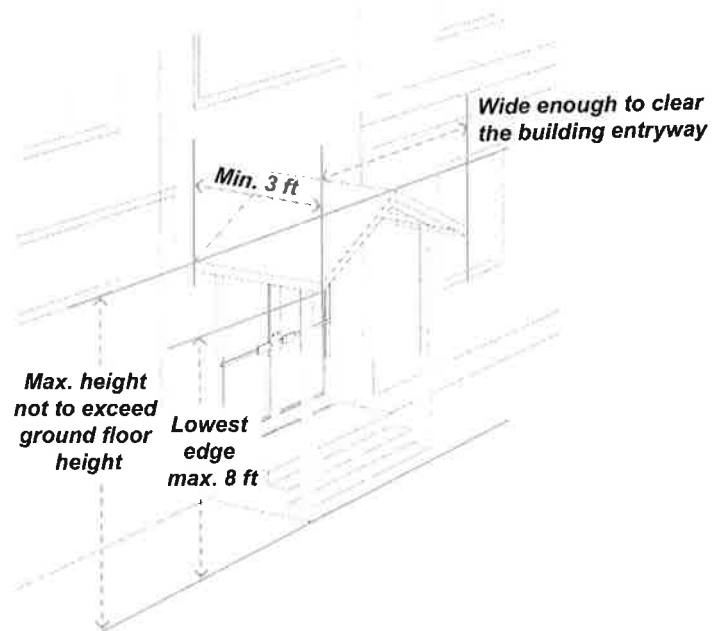 Wide enough to clear
the building entryway
Min. 3 ft
Max. height
not to exceed
ground floor
height
Lowest
edge
max. 8 ft